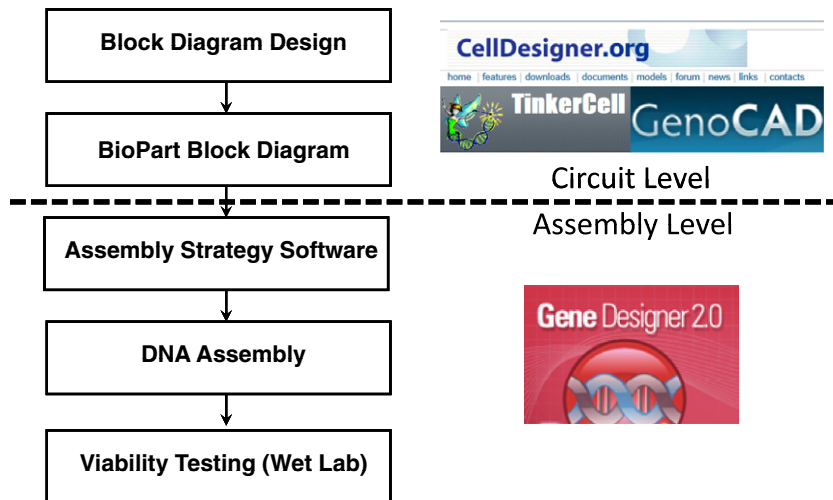 Block Diagram Design
BioPart Block Diagram
Assembly Strategy Software
DNA Assembly
Viability Testing (Wet Lab)
CellDesigner.org
home | features | downloads | documents | models | forum | news | links | contacts
TinkerCell
GenoCAD
Circuit Level
Assembly Level
Gene Designer 2.0